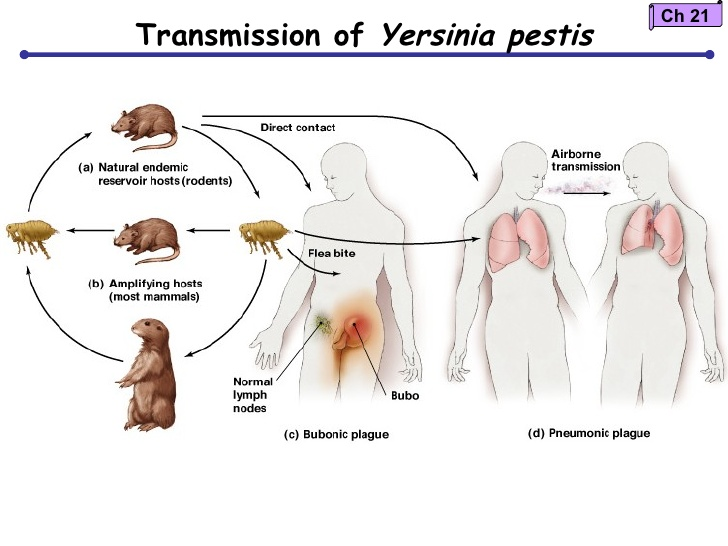 Ch 21
Transmission of Yersinia pestis
Direct contact
(a) Natural endemic
reservoir hosts (rodents)
Airborne
transmission
Flea bite
(b) Amplifying hosts
(most mammals)
Normal
lymph
nodes
Bubo
(c) Bubonic plague
(d) Pneumonic plague